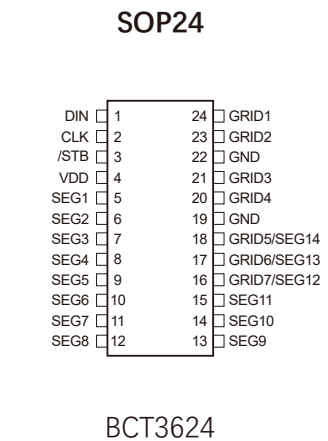 SOP24
DIN 1 24 GRID1
CLK 2 23 GRID2
/STB 3 22 GND
VDD 4 21 GRID3
SEG1 5 20 GRID4
SEG2 6 19 GND
SEG3 7 18 GRID5/SEG14
SEG4 8 17 GRID6/SEG13
SEG5 9 16 GRID7/SEG12
SEG6 10 15 SEG11
SEG7 11 14 SEG10
SEG8 12 13 SEG9
BCT3624